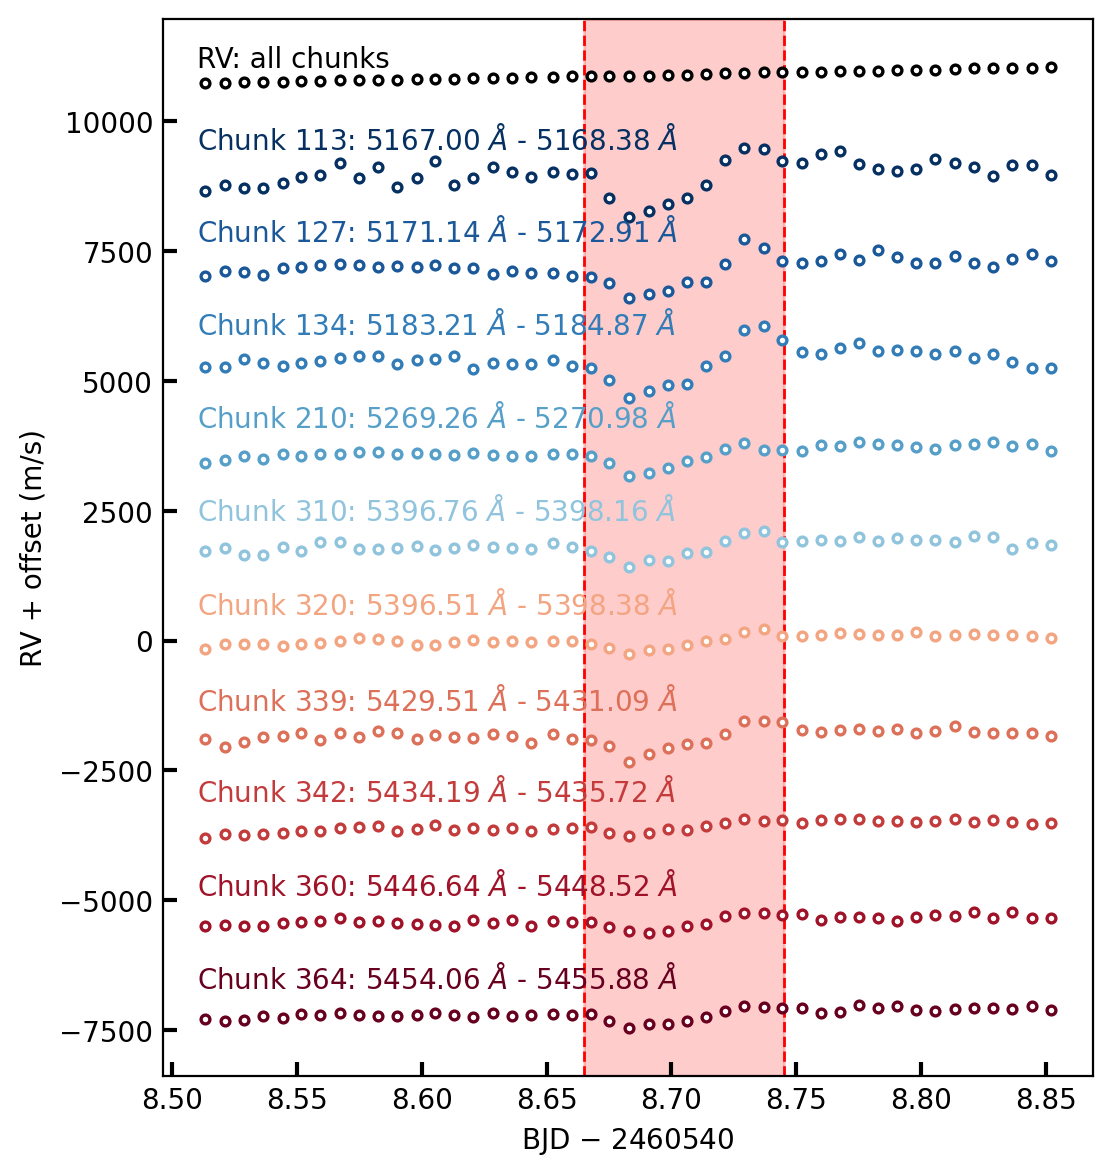 RV: all chunks
10000
Chunk 113: 5167.00 Å - 5168.38 Å
Chunk 127: 5171.14 Å - 5172.91 Å
7500
Chunk 134: 5183.21 Å - 5184.87 Å
5000
Chunk 210: 5269.26 Å - 5270.98 Å
2500
Chunk 310: 5396.76 Å - 5398.16 Å
Chunk 320: 5396.51 Å - 5398.38 Å
0
Chunk 339: 5429.51 Å - 5431.09 Å
−2500
Chunk 342: 5434.19 Å - 5435.72 Å
Chunk 360: 5446.64 Å - 5448.52 Å
−5000
Chunk 364: 5454.06 Å - 5455.88 Å
−7500
RV + offset (m/s)
8.50 8.55 8.60 8.65 8.70 8.75 8.80 8.85
BJD − 2460540